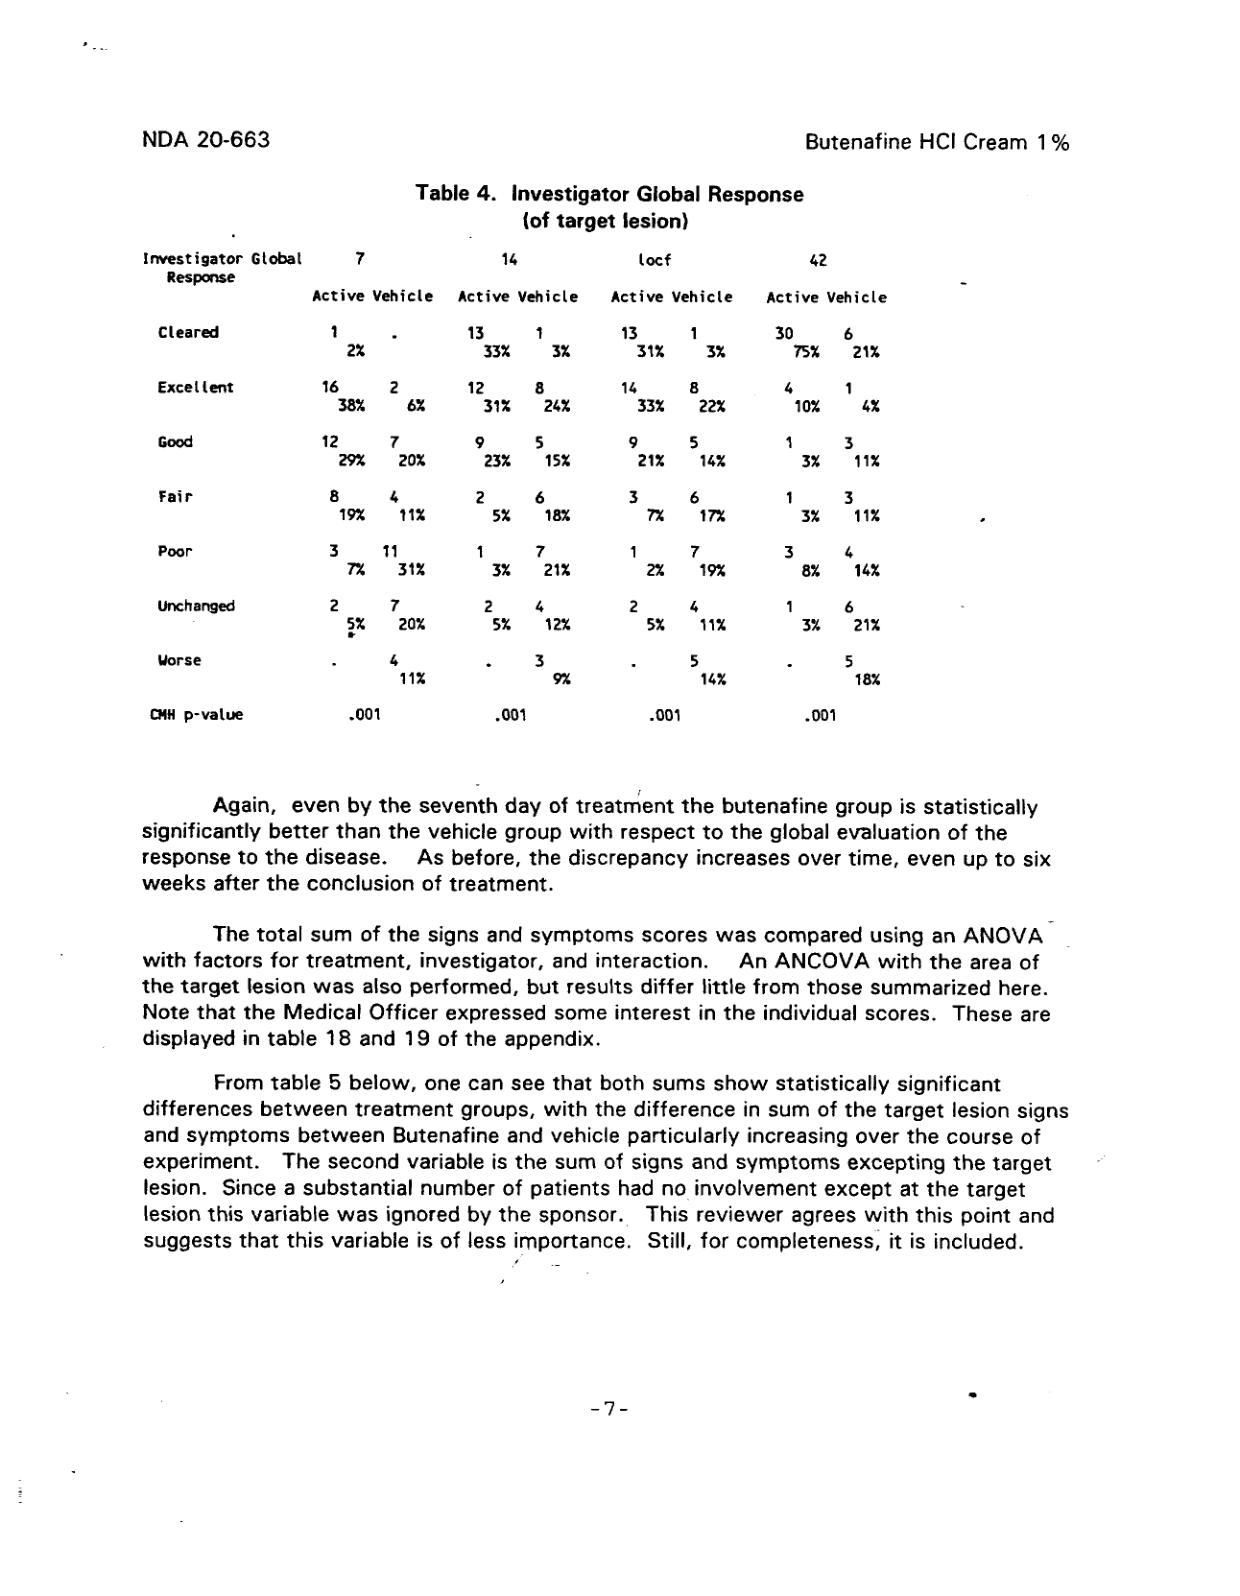 NDA 20-663 Butenafine HCl Cream 1%
Table 4. Investigator Global Response
(of target lesion)
Investigator Global 7 14 locf 42
Response
Active Vehicle Active Vehicle Active Vehicle Active Vehicle
Cleared 1 . 13 1 13 1 30 6
2% 33% 3% 31% 3% 75% 21%
Excellent 16 2 12 8 14 8 4 1
38% 6% 31% 24% 33% 22% 10% 4%
Good 12 7 9 5 9 5 1 3
29% 20% 23% 15% 21% 14% 3% 11%
Fair 8 4 2 6 3 6 1 3
19% 11% 5% 18% 7% 17% 3% 11%
Poor 3 11 1 7 1 7 3 4
7% 31% 3% 21% 2% 19% 8% 14%
Unchanged 2 7 2 4 2 4 1 6
5% 20% 5% 12% 5% 11% 3% 21%
Worse . 4 . 3 . 5 . 5
11% 9% 14% 18%
CMH p-value .001 .001 .001 .001
Again, even by the seventh day of treatment the butenafine group is statistically
significantly better than the vehicle group with respect to the global evaluation of the
response to the disease. As before, the discrepancy increases over time, even up to six
weeks after the conclusion of treatment.
The total sum of the signs and symptoms scores was compared using an ANOVA
with factors for treatment, investigator, and interaction. An ANCOVA with the area of
the target lesion was also performed, but results differ little from those summarized here.
Note that the Medical Officer expressed some interest in the individual scores. These are
displayed in table 18 and 19 of the appendix.
From table 5 below, one can see that both sums show statistically significant
differences between treatment groups, with the difference in sum of the target lesion signs
and symptoms between Butenafine and vehicle particularly increasing over the course of
experiment. The second variable is the sum of signs and symptoms excepting the target
lesion. Since a substantial number of patients had no involvement except at the target
lesion this variable was ignored by the sponsor. This reviewer agrees with this point and
suggests that this variable is of less importance. Still, for completeness, it is included.
-7-